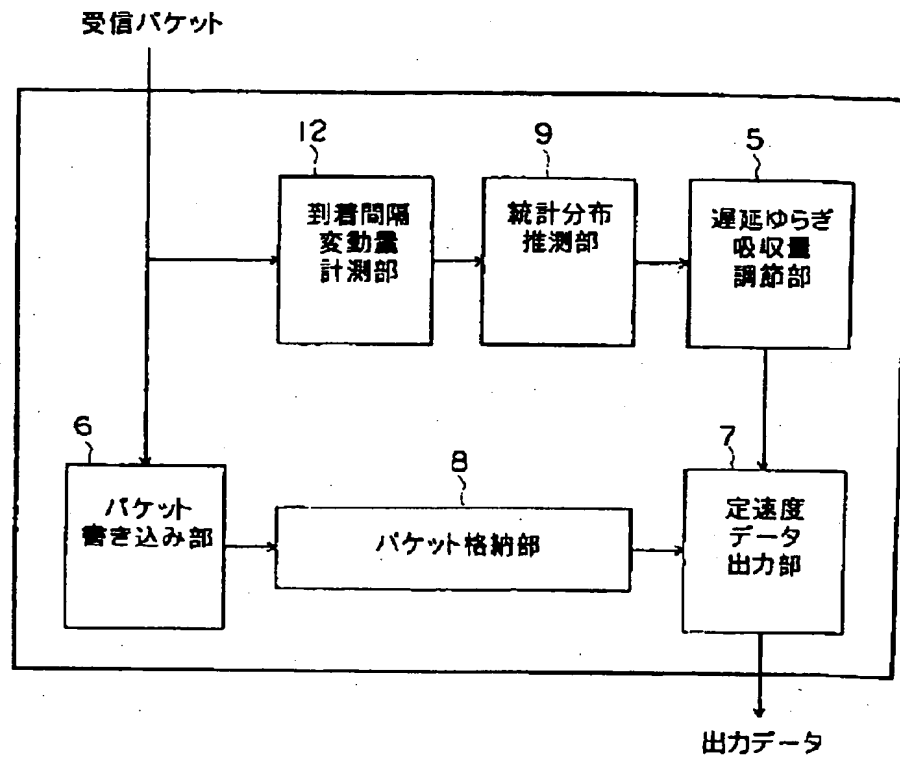 受信パケット
12
到着間隔
変動量
計測部
9
統計分布
推測部
5
遅延ゆらぎ
吸収量
調節部
6
パケット
書き込み部
8
パケット格納部
7
定速度
データ
出力部
出力データ